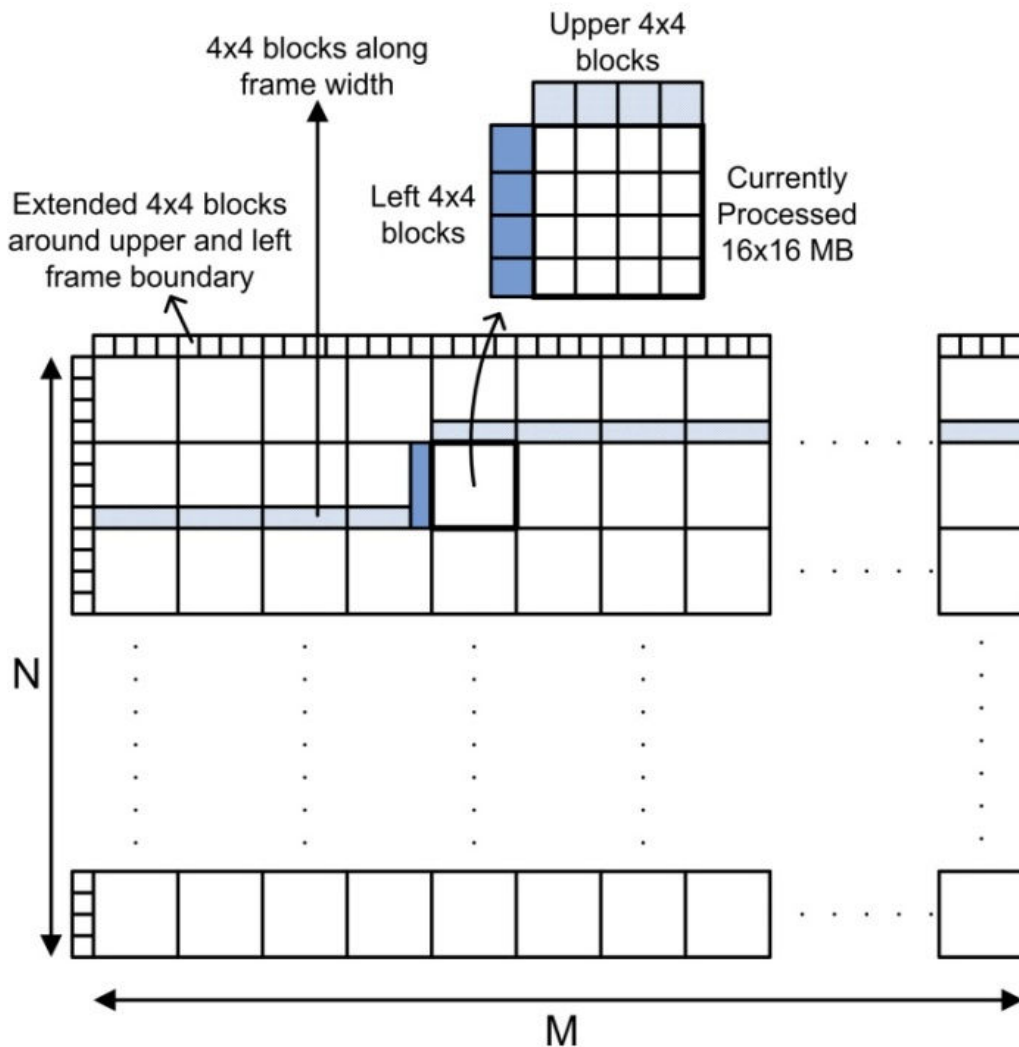 Upper 4x4
blocks
4x4 blocks along
frame width
Extended 4x4 blocks
around upper and left
frame boundary
Left 4x4
blocks
Currently
Processed
16x16 MB
N
M